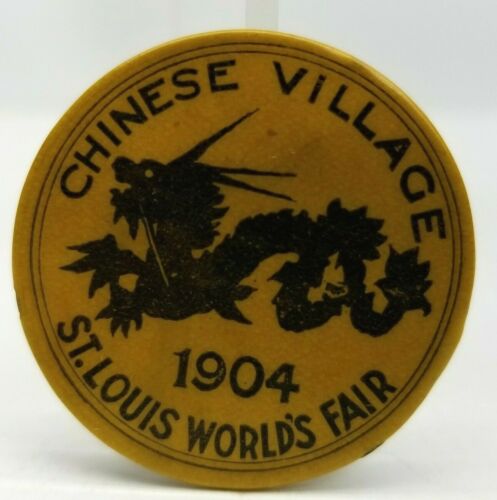 CHINESE VILLAGE
1904
ST. LOUIS WORLD'S FAIR